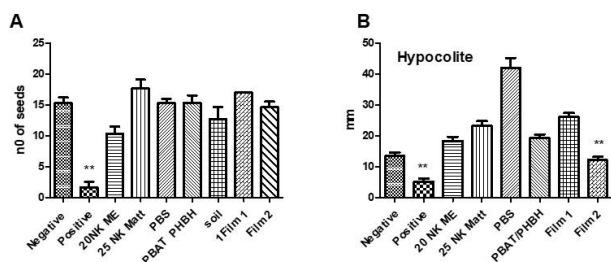 A
n0 of seeds
25
20
15
10
5
0
**
Negative
Positive
20NK ME
25 NK Matt
PBS
PBAT PHBH
soil
1Film 1
Film2
B
Hypocolite
mm
50
40
30
20
10
0
**
**
Negative
Positive
20 NK ME
25 NK Matt
PBS
PBAT/PHBH
Film 1
Film 2